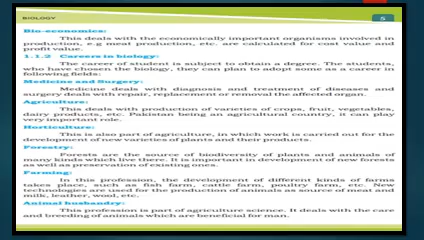 BIOLOGY
5
Bio-economics:
This deals with the economically important organisms involved in
production, e.g meat production, etc. are calculated for cost value and
profit value.
1.1.2 Careers in biology:
The career of student is subject to obtain a degree. The students,
who have chosen the biology, they can plan to adopt some as a career in
following fields:
Medicine and Surgery:
Medicine deals with diagnosis and treatment of diseases and
surgery deals with repair, replacement or removal the affected organ.
Agriculture:
This deals with production of varieties of crops, fruit, vegetables,
dairy products, etc. Pakistan being an agricultural country, it can play
very important role.
Horticulture:
This is also part of agriculture, in which work is carried out for the
development of new varieties of plants and their products.
Forestry:
Forests are the source of biodiversity of plants and animals of
many kinds which live there. It is important in development of new forests
as well as preservation of existing ones.
Farming:
In this profession, the development of different kinds of farms
takes place, such as fish farm, cattle farm, poultry farm, etc. New
technologies are used for the production of animals as source of meat and
milk, leather, wool, etc.
Animal husbandry:
This profession is part of agriculture science. It deals with the care
and breeding of animals which are beneficial for man.